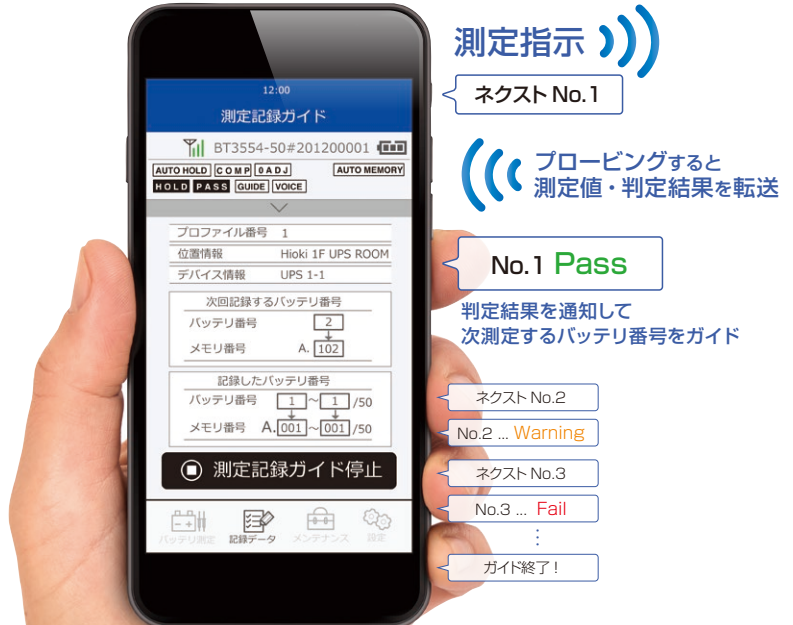 12:00
測定記録ガイド
BT3554-50#201200001
AUTO HOLD COMP 0ADJ AUTO MEMORY
HOLD PASS GUIDE VOICE
プロファイル番号 1
位置情報 Hioki 1F UPS ROOM
デバイス情報 UPS 1-1
次回記録するバッテリ番号
バッテリ番号 2
メモリ番号 A. 102
記録したバッテリ番号
バッテリ番号 1 ～ 1 /50
メモリ番号 A. 001 ～ 001 /50
測定記録ガイド停止
バッテリ測定 記録データ メンテナンス 設定
測定指示
ネクスト No.1
プロービングすると
測定値・判定結果を転送
No.1 Pass
判定結果を通知して
次測定するバッテリ番号をガイド
ネクスト No.2
No.2 ... Warning
ネクスト No.3
No.3 ... Fail
⋮
ガイド終了！